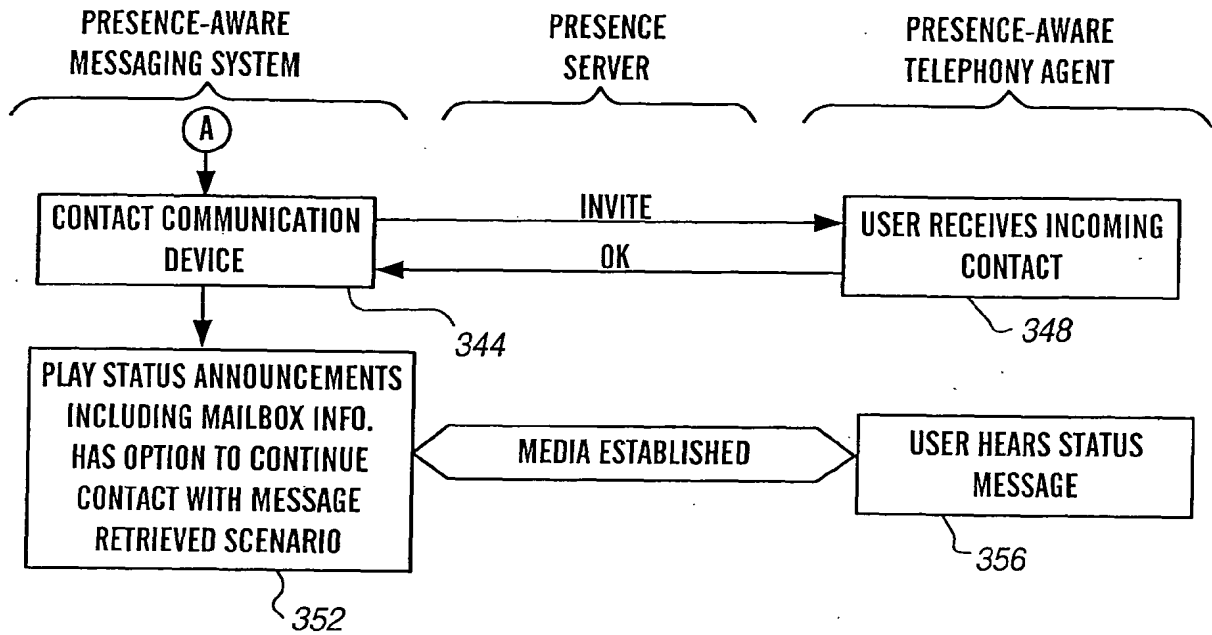 PRESENCE-AWARE
MESSAGING SYSTEM
PRESENCE
SERVER
PRESENCE-AWARE
TELEPHONY AGENT
A
CONTACT COMMUNICATION
DEVICE
344
INVITE
OK
USER RECEIVES INCOMING
CONTACT
348
PLAY STATUS ANNOUNCEMENTS
INCLUDING MAILBOX INFO.
HAS OPTION TO CONTINUE
CONTACT WITH MESSAGE
RETRIEVED SCENARIO
352
MEDIA ESTABLISHED
USER HEARS STATUS
MESSAGE
356